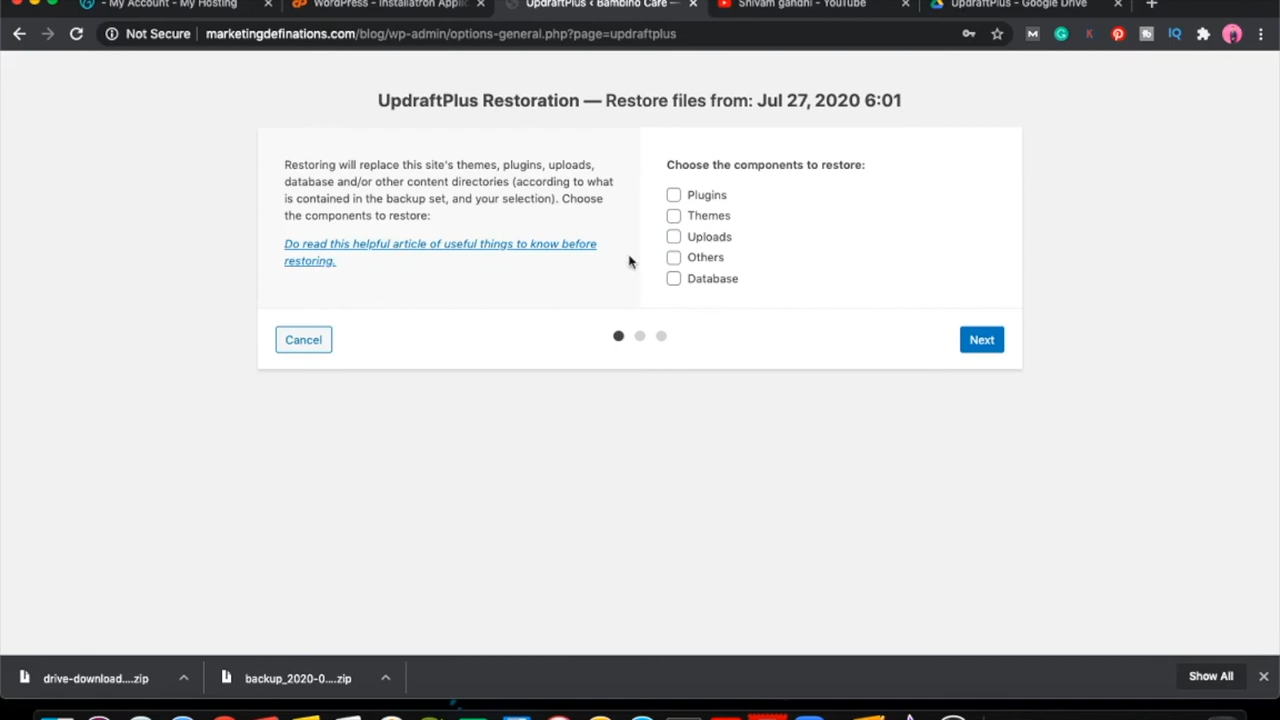 - My Account - My Hosting
WordPress - Installatron Applic
UpdraftPlus ‹ Bambino Care —
Shivam gandhi - YouTube
UpdraftPlus - Google Drive
Not Secure
marketingdefinations.com/blog/wp-admin/options-general.php?page=updraftplus
UpdraftPlus Restoration — Restore files from: Jul 27, 2020 6:01
Restoring will replace this site's themes, plugins, uploads,
database and/or other content directories (according to what
is contained in the backup set, and your selection). Choose
the components to restore:
Do read this helpful article of useful things to know before
restoring.
Choose the components to restore:
Plugins
Themes
Uploads
Others
Database
Cancel
Next
drive-download....zip
backup_2020-0....zip
Show All